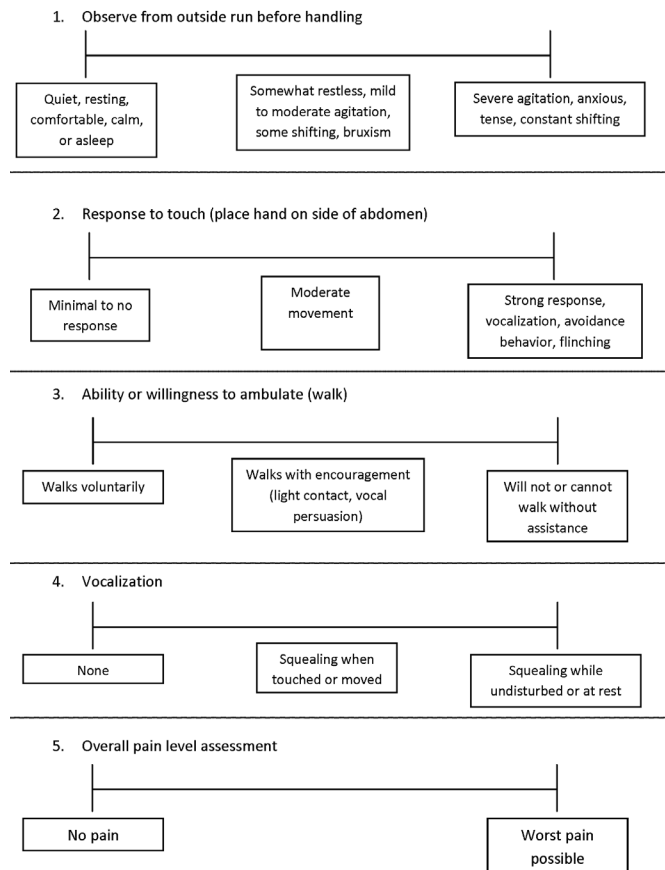 1. Observe from outside run before handling
Quiet, resting,
comfortable, calm,
or asleep
Somewhat restless, mild
to moderate agitation,
some shifting, bruxism
Severe agitation, anxious,
tense, constant shifting
2. Response to touch (place hand on side of abdomen)
Minimal to no
response
Moderate
movement
Strong response,
vocalization, avoidance
behavior, flinching
3. Ability or willingness to ambulate (walk)
Walks voluntarily
Walks with encouragement
(light contact, vocal
persuasion)
Will not or cannot
walk without
assistance
4. Vocalization
None
Squealing when
touched or moved
Squealing while
undisturbed or at rest
5. Overall pain level assessment
No pain
Worst pain
possible